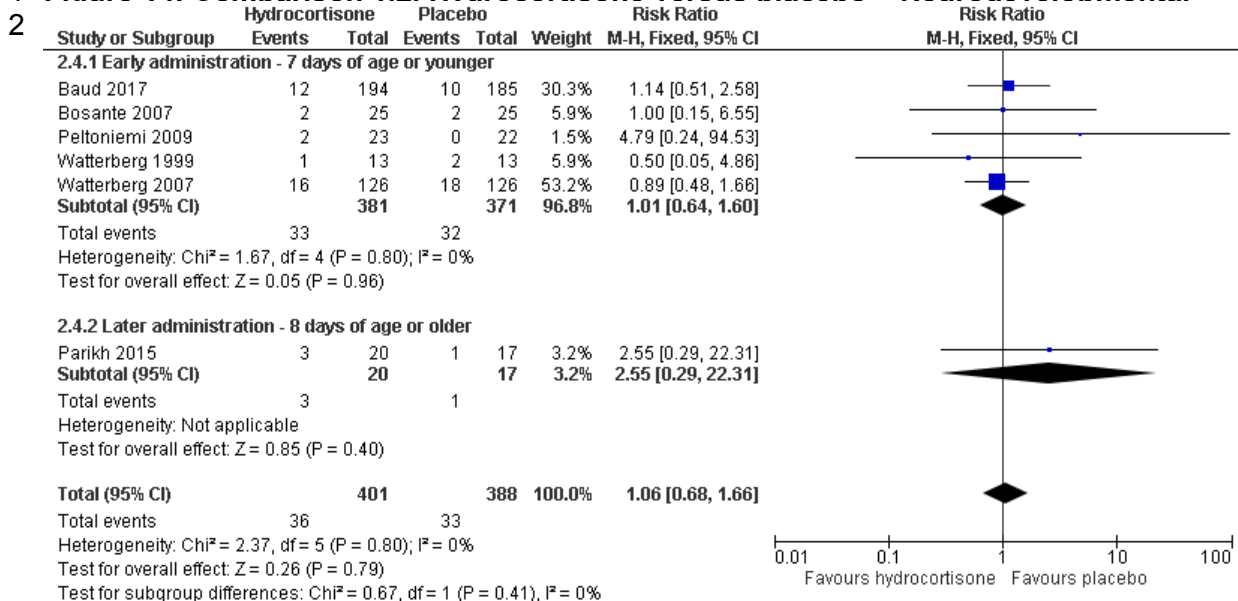 Figure 14: Comparison 1.2. Hydrocortisone versus placebo – Neurodevelopmental
2
Hydrocortisone Placebo Risk Ratio Risk Ratio
Study or Subgroup Events Total Events Total Weight M-H, Fixed, 95% CI M-H, Fixed, 95% CI
2.4.1 Early administration - 7 days of age or younger
Baud 2017 12 194 10 185 30.3% 1.14 [0.51, 2.58]
Bosante 2007 2 25 2 25 5.9% 1.00 [0.15, 6.55]
Peltoniemi 2009 2 23 0 22 1.5% 4.79 [0.24, 94.53]
Watterberg 1999 1 13 2 13 5.9% 0.50 [0.05, 4.86]
Watterberg 2007 16 126 18 126 53.2% 0.89 [0.48, 1.66]
Subtotal (95% CI) 381 371 96.8% 1.01 [0.64, 1.60]
Total events 33 32
Heterogeneity: Chi² = 1.67, df = 4 (P = 0.80); I² = 0%
Test for overall effect: Z = 0.05 (P = 0.96)
2.4.2 Later administration - 8 days of age or older
Parikh 2015 3 20 1 17 3.2% 2.55 [0.29, 22.31]
Subtotal (95% CI) 20 17 3.2% 2.55 [0.29, 22.31]
Total events 3 1
Heterogeneity: Not applicable
Test for overall effect: Z = 0.85 (P = 0.40)
Total (95% CI) 401 388 100.0% 1.06 [0.68, 1.66]
Total events 36 33
Heterogeneity: Chi² = 2.37, df = 5 (P = 0.80); I² = 0%
Test for overall effect: Z = 0.26 (P = 0.79)
Test for subgroup differences: Chi² = 0.67, df = 1 (P = 0.41), I² = 0%
0.01 0.1 1 10 100
Favours hydrocortisone Favours placebo